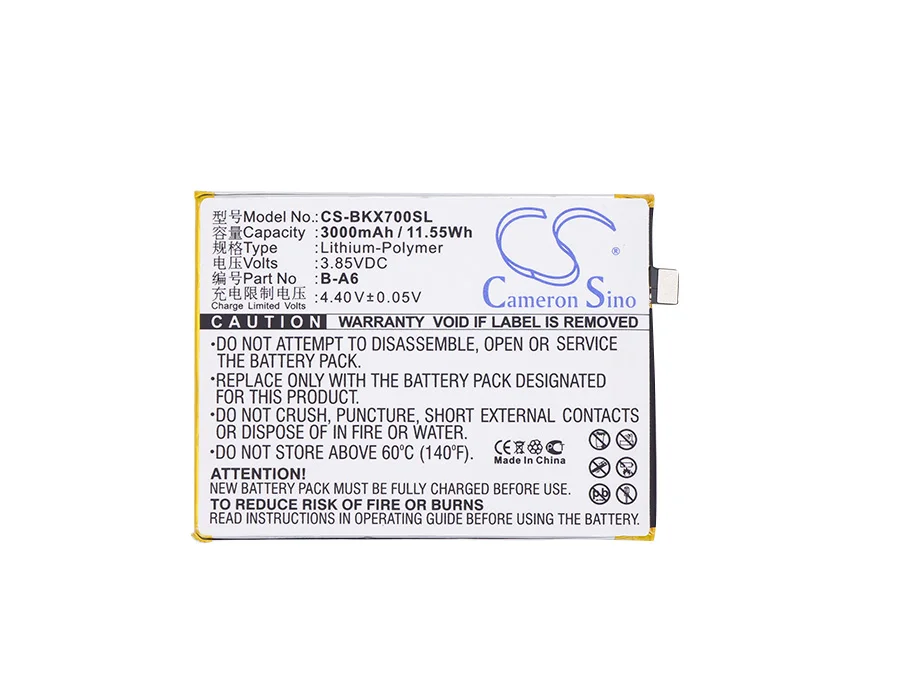 型号Model No.:CS-BKX700SL
容量Capacity :3000mAh / 11.55Wh
规格Type :Lithium-Polymer
电压Volts :3.85VDC
编号Part No :B-A6
充电限制电压 :4.40V±0.05V
Charge Limited Volts
CS
®
Cameron Sino
CAUTION WARRANTY VOID IF LABEL IS REMOVED
•DO NOT ATTEMPT TO DISASSEMBLE, OPEN OR SERVICE
THE BATTERY PACK.
•REPLACE ONLY WITH THE BATTERY PACK DESIGNATED
FOR THIS PRODUCT.
•DO NOT CRUSH, PUNCTURE, SHORT EXTERNAL CONTACTS
OR DISPOSE OF IN FIRE OR WATER.
•DO NOT STORE ABOVE 60°C (140°F).
CE
Made In China
Pb
ATTENTION!
NEW BATTERY PACK MUST BE FULLY CHARGED BEFORE USE.
TO REDUCE RISK OF FIRE OR BURNS
READ INSTRUCTIONS IN OPERATING GUIDE BEFORE USING THE BATTERY.